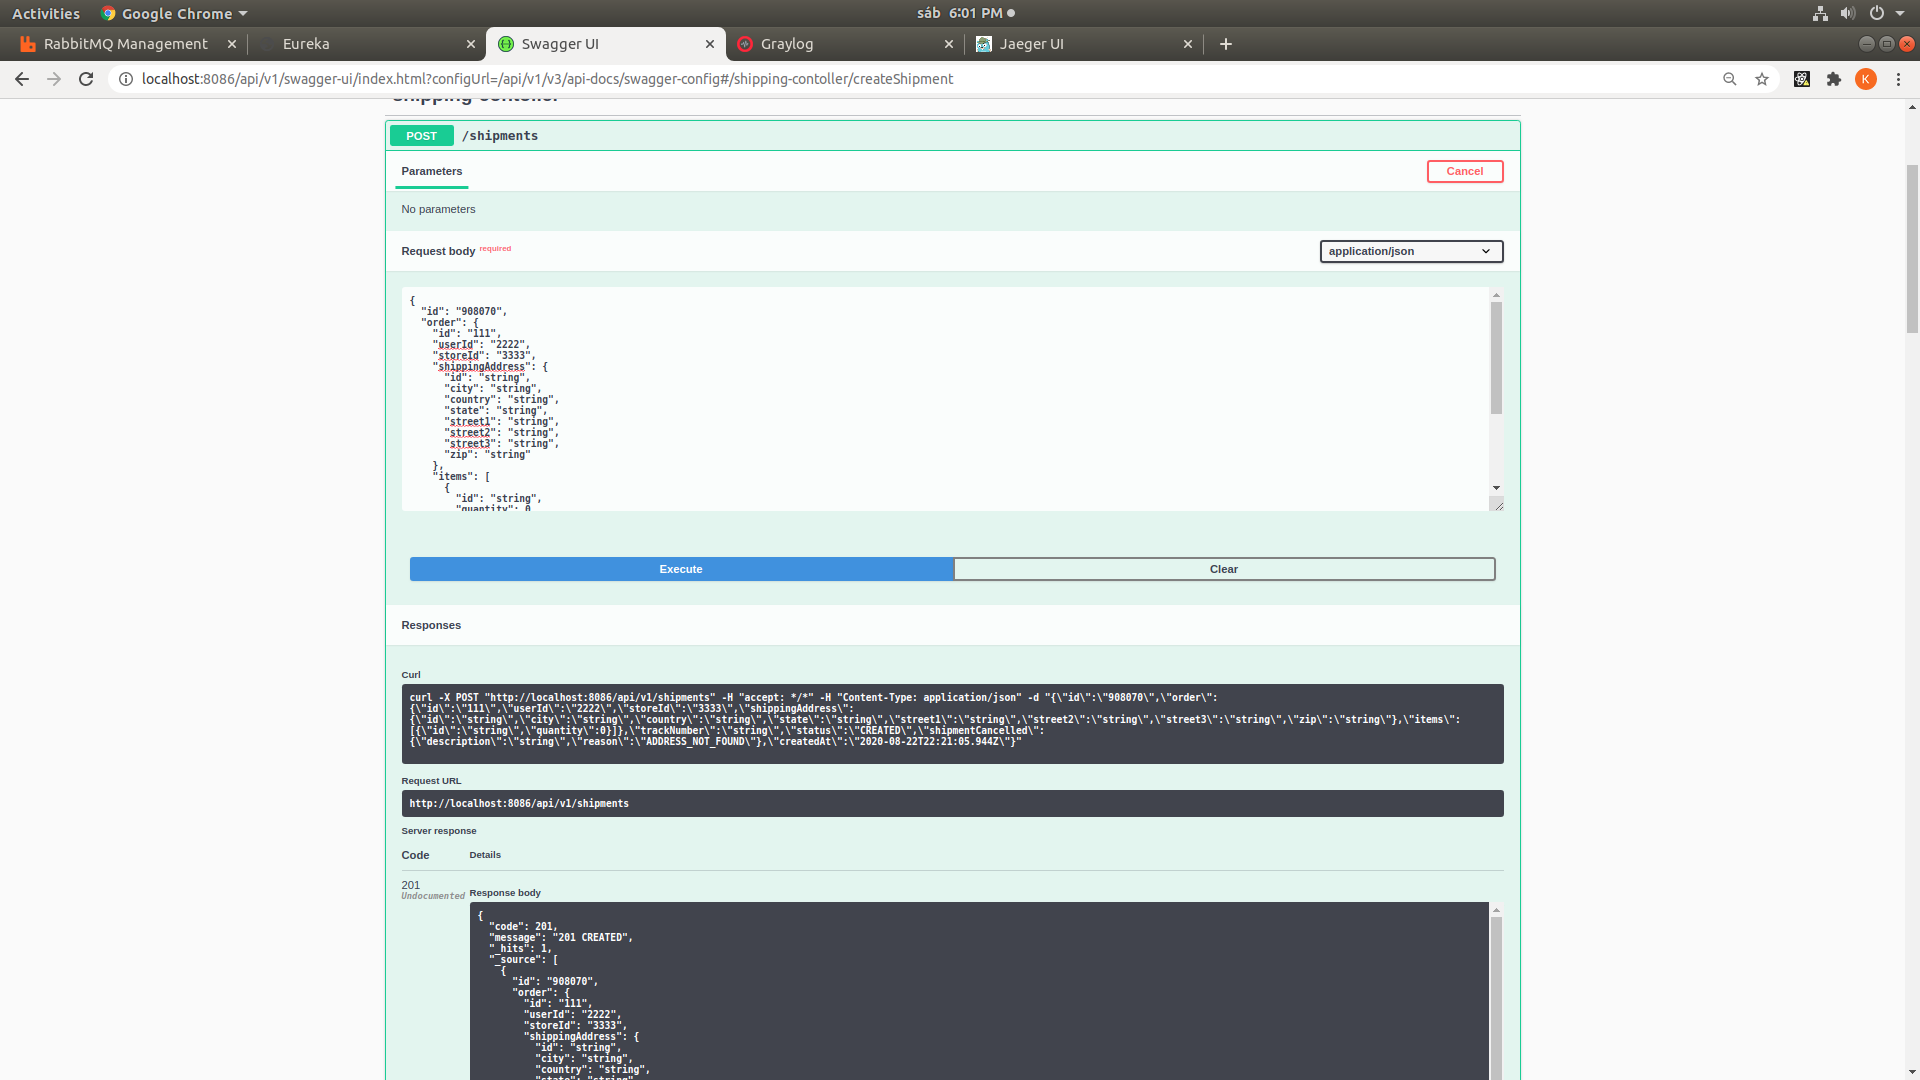 Activities Google Chrome sáb 6:01 PM
RabbitMQ Management Eureka Swagger UI Graylog Jaeger UI
localhost:8086/api/v1/swagger-ui/index.html?configUrl=/api/v1/v3/api-docs/swagger-config#/shipping-contoller/createShipment K
shipping-contoller
POST /shipments
Parameters Cancel
No parameters
Request body required application/json
{
"id": "908070",
"order": {
"id": "111",
"userId": "2222",
"storeId": "3333",
"shippingAddress": {
"id": "string",
"city": "string",
"country": "string",
"state": "string",
"street1": "string",
"street2": "string",
"street3": "string",
"zip": "string"
},
"items": [
{
"id": "string",
"quantity": 0
Execute Clear
Responses
Curl
curl -X POST "http://localhost:8086/api/v1/shipments" -H "accept: */*" -H "Content-Type: application/json" -d "{\"id\":\"908070\",\"order\":
{\"id\":\"111\",\"userId\":\"2222\",\"storeId\":\"3333\",\"shippingAddress\":
{\"id\":\"string\",\"city\":\"string\",\"country\":\"string\",\"state\":\"string\",\"street1\":\"string\",\"street2\":\"string\",\"street3\":\"string\",\"zip\":\"string\"},\"items\":
[{\"id\":\"string\",\"quantity\":0}]},\"trackNumber\":\"string\",\"status\":\"CREATED\",\"shipmentCancelled\":
{\"description\":\"string\",\"reason\":\"ADDRESS_NOT_FOUND\"},\"createdAt\":\"2020-08-22T22:21:05.944Z\"}"
Request URL
http://localhost:8086/api/v1/shipments
Server response
Code Details
201
Undocumented
Response body
{
"code": 201,
"message": "201 CREATED",
"_hits": 1,
"_source": [
{
"id": "908070",
"order": {
"id": "111",
"userId": "2222",
"storeId": "3333",
"shippingAddress": {
"id": "string",
"city": "string",
"country": "string",
"state": "string",